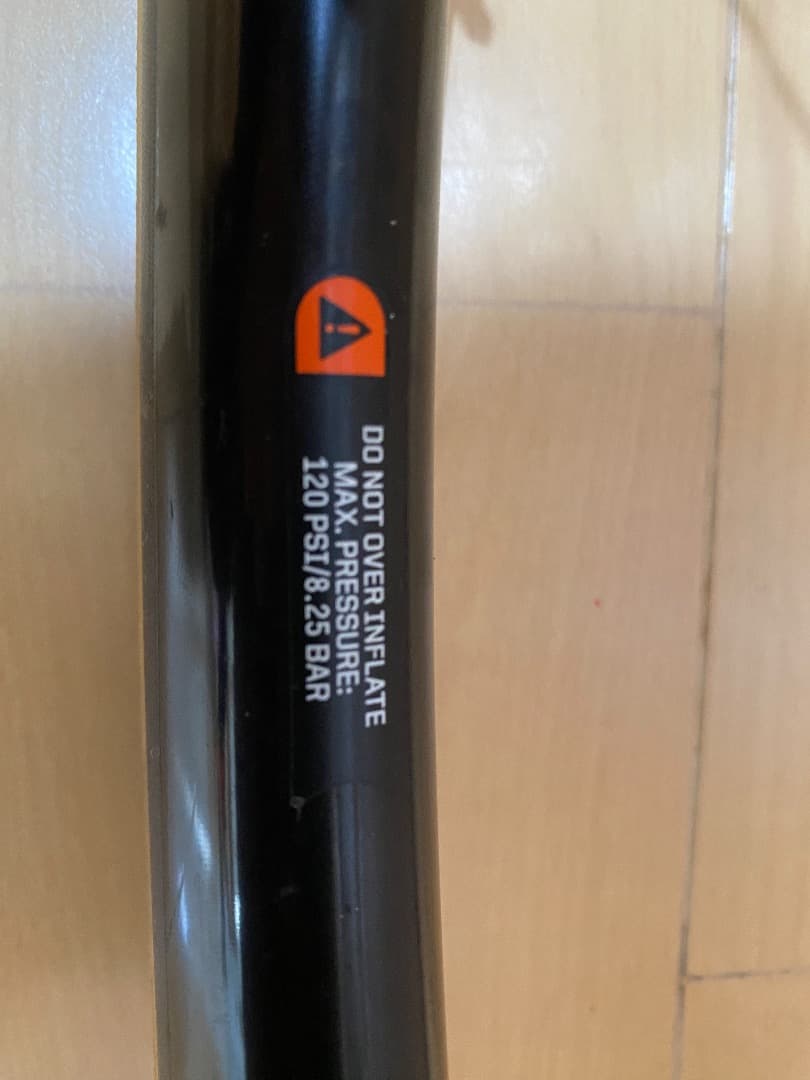 DO NOT OVER INFLATE
MAX. PRESSURE:
120 PSI/8.25 BAR